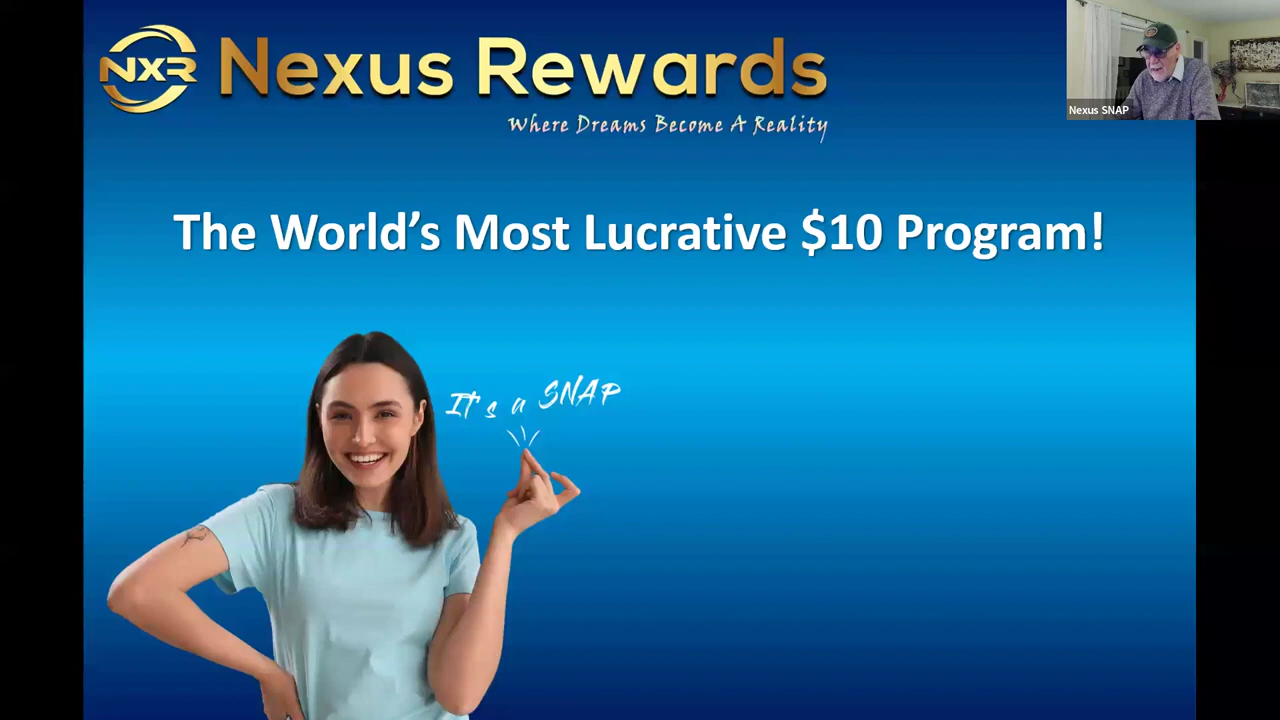 NXR Nexus Rewards
Where Dreams Become A Reality
Nexus SNAP
The World's Most Lucrative $10 Program!
It's a SNAP